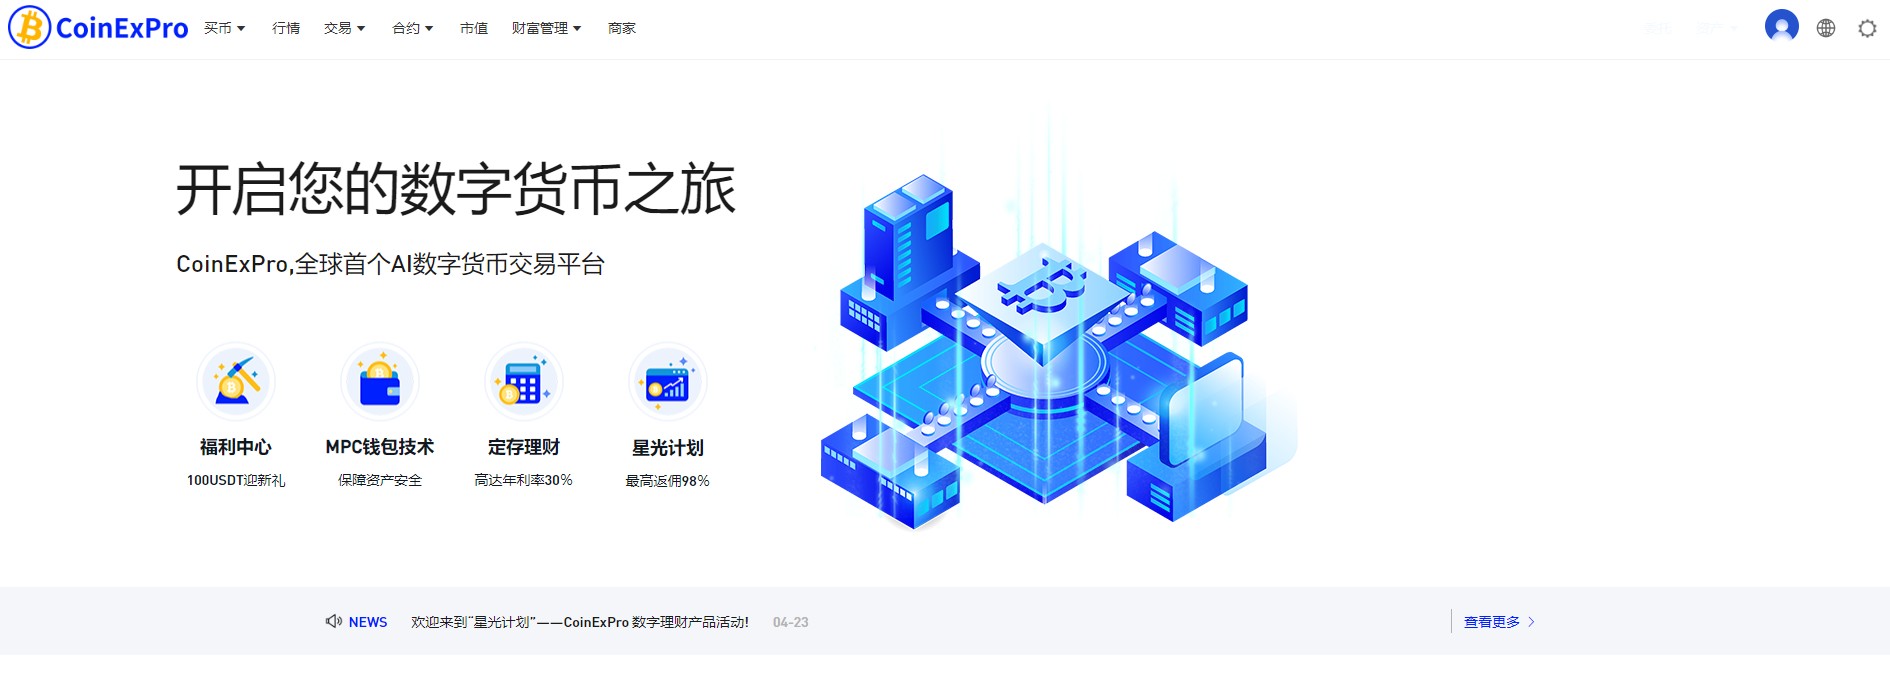 CoinExPro 买币 行情 交易 合约 市值 财富管理 商家
开启您的数字货币之旅
CoinExPro,全球首个AI数字货币交易平台
福利中心 MPC钱包技术 定存理财 星光计划
100USDT迎新礼 保障资产安全 高达年利率30% 最高返佣98%
NEWS 欢迎来到“星光计划”——CoinExPro 数字理财产品活动! 04-23 查看更多